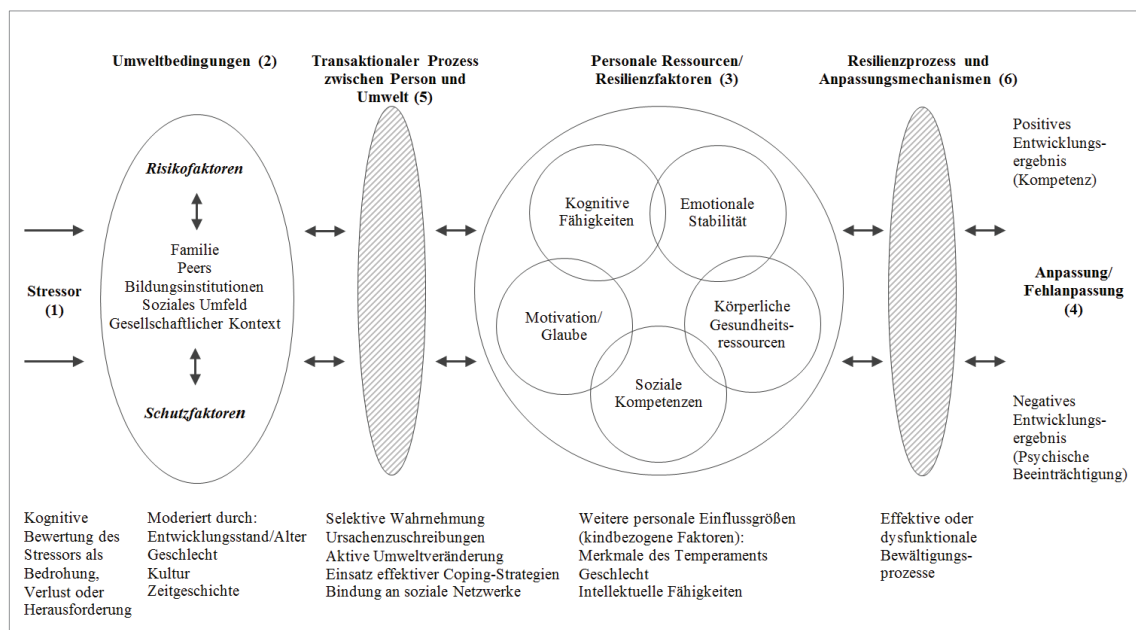 Umweltbedingungen (2)
Transaktionaler Prozess
zwischen Person und
Umwelt (5)
Personale Ressourcen/
Resilienzfaktoren (3)
Resilienzprozess und
Anpassungsmechanismen (6)
Stressor
(1)
Risikofaktoren
Familie
Peers
Bildungsinstitutionen
Soziales Umfeld
Gesellschaftlicher Kontext
Schutzfaktoren
Kognitive
Fähigkeiten
Emotionale
Stabilität
Motivation/
Glaube
Körperliche
Gesundheits-
ressourcen
Soziale
Kompetenzen
Positives
Entwicklungs-
ergebnis
(Kompetenz)
Anpassung/
Fehlanpassung
(4)
Negatives
Entwicklungs-
ergebnis
(Psychische
Beeinträchtigung)
Kognitive
Bewertung des
Stressors als
Bedrohung,
Verlust oder
Herausforderung
Moderiert durch:
Entwicklungsstand/Alter
Geschlecht
Kultur
Zeitgeschichte
Selektive Wahrnehmung
Ursachenzuschreibungen
Aktive Umweltveränderung
Einsatz effektiver Coping-Strategien
Bindung an soziale Netzwerke
Weitere personale Einflussgrößen
(kindbezogene Faktoren):
Merkmale des Temperaments
Geschlecht
Intellektuelle Fähigkeiten
Effektive oder
dysfunktionale
Bewältigungs-
prozesse